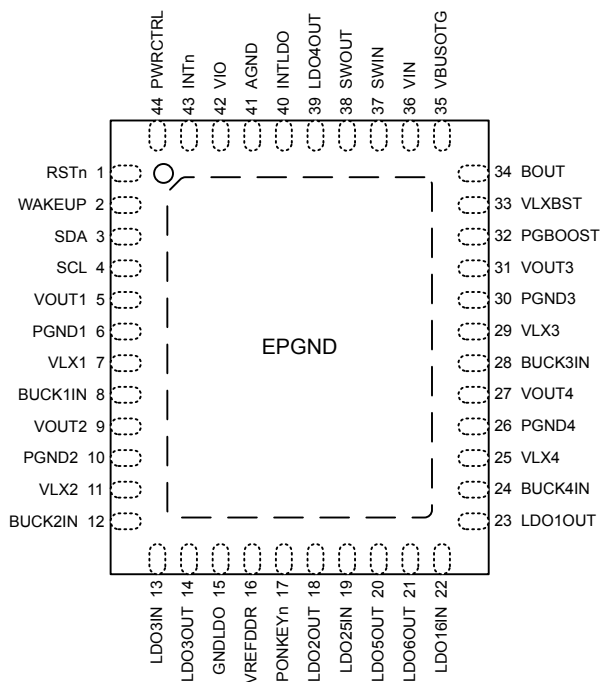 44 PWRCTRL
43 INTn
42 VIO
41 AGND
40 INTLDO
39 LDO4OUT
38 SWOUT
37 SWIN
36 VIN
35 VBUSOTG
RSTn 1
WAKEUP 2
SDA 3
SCL 4
VOUT1 5
PGND1 6
VLX1 7
BUCK1IN 8
VOUT2 9
PGND2 10
VLX2 11
BUCK2IN 12
EPGND
34 BOUT
33 VLXBST
32 PGBOOST
31 VOUT3
30 PGND3
29 VLX3
28 BUCK3IN
27 VOUT4
26 PGND4
25 VLX4
24 BUCK4IN
23 LDO1OUT
LDO3IN 13
LDO3OUT 14
GNDLDO 15
VREFDDR 16
PONKEYn 17
LDO2OUT 18
LDO25IN 19
LDO5OUT 20
LDO6OUT 21
LDO16IN 22